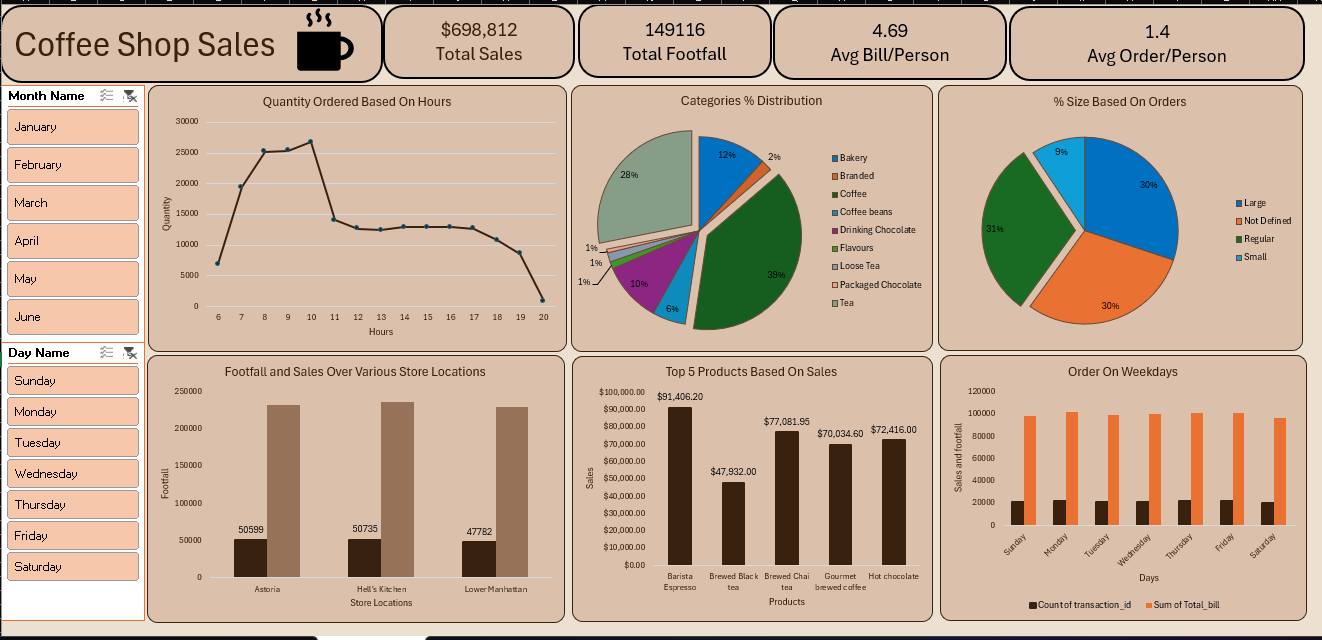 Coffee Shop Sales
$698,812
Total Sales
149116
Total Footfall
4.69
Avg Bill/Person
1.4
Avg Order/Person
Month Name
January
February
March
April
May
June
Day Name
Sunday
Monday
Tuesday
Wednesday
Thursday
Friday
Saturday
Quantity Ordered Based On Hours
Quantity
30000
25000
20000
15000
10000
5000
0
6 7 8 9 10 11 12 13 14 15 16 17 18 19 20
Hours
Categories % Distribution
12%
2%
39%
6%
10%
1%
1%
1%
28%
Bakery
Branded
Coffee
Coffee beans
Drinking Chocolate
Flavours
Loose Tea
Packaged Chocolate
Tea
% Size Based On Orders
30%
30%
31%
9%
Large
Not Defined
Regular
Small
Footfall and Sales Over Various Store Locations
Footfall
250000
200000
150000
100000
50000
0
50599
50735
47782
Astoria
Hell's Kitchen
Lower Manhattan
Store Locations
Top 5 Products Based On Sales
Sales
$100,000.00
$90,000.00
$80,000.00
$70,000.00
$60,000.00
$50,000.00
$40,000.00
$30,000.00
$20,000.00
$10,000.00
$0.00
$91,406.20
$47,932.00
$77,081.95
$70,034.60
$72,416.00
Barista
Espresso
Brewed Black
tea
Brewed Chai
tea
Gourmet
brewed coffee
Hot chocolate
Products
Order On Weekdays
Sales and footfall
120000
100000
80000
60000
40000
20000
0
Sunday
Monday
Tuesday
Wednesday
Thursday
Friday
Saturday
Days
Count of transaction_id
Sum of Total_bill